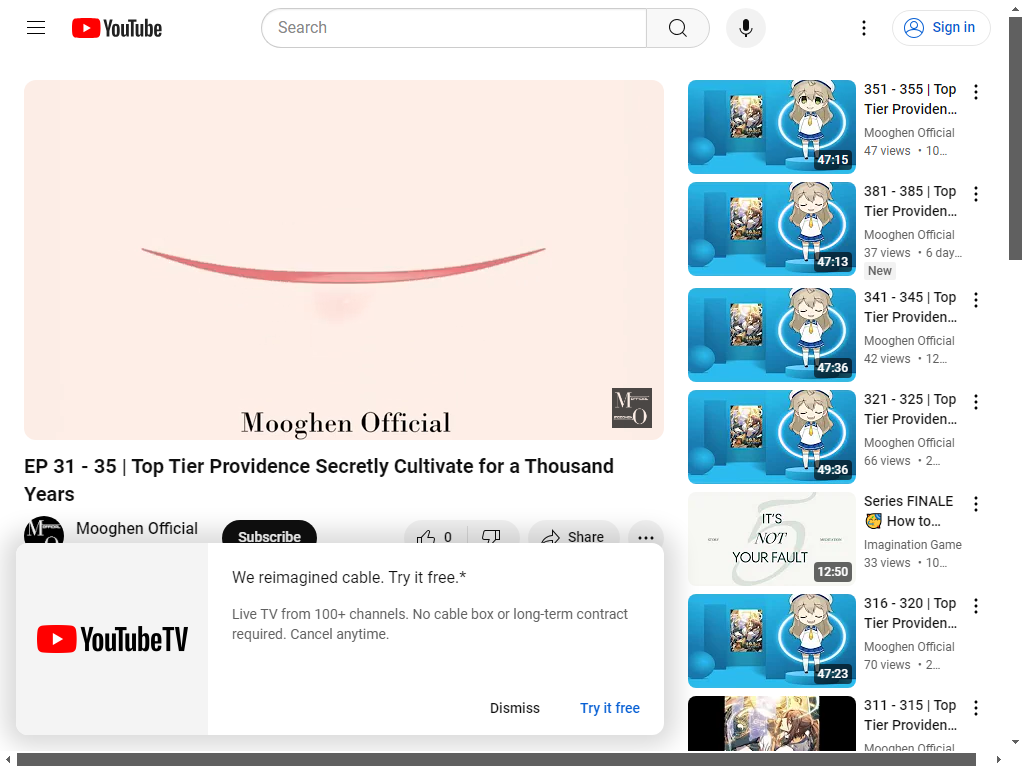 YouTube
Search
Sign in
Mooghen Official
EP 31 - 35 | Top Tier Providence Secretly Cultivate for a Thousand
Years
Mooghen Official
Subscribe
0
Share
YouTubeTV
We reimagined cable. Try it free.*
Live TV from 100+ channels. No cable box or long-term contract
required. Cancel anytime.
Dismiss
Try it free
47:15
351 - 355 | Top
Tier Providen...
Mooghen Official
47 views • 10...
47:13
381 - 385 | Top
Tier Providen...
Mooghen Official
37 views • 6 day...
New
47:36
341 - 345 | Top
Tier Providen...
Mooghen Official
42 views • 12...
49:36
321 - 325 | Top
Tier Providen...
Mooghen Official
66 views • 2...
IT'S
NOT
YOUR FAULT
5
12:50
Series FINALE
🥳 How to...
Imagination Game
33 views • 10...
47:23
316 - 320 | Top
Tier Providen...
Mooghen Official
70 views • 2...
311 - 315 | Top
Tier Providen...
Mooghen Official